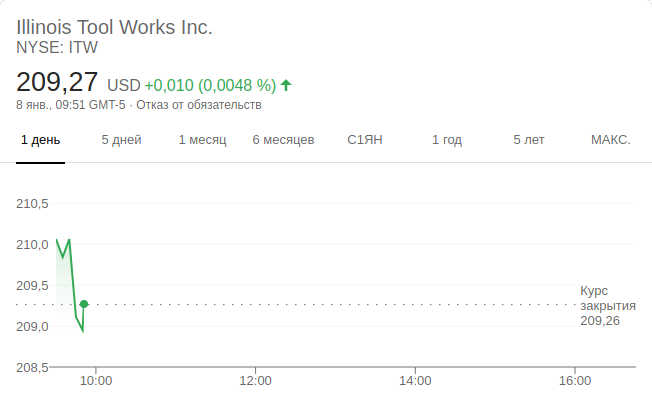 Illinois Tool Works Inc.
NYSE: ITW
209,27 USD +0,010 (0,0048 %)
8 янв., 09:51 GMT-5 · Отказ от обязательств
1 день 5 дней 1 месяц 6 месяцев С1ЯН 1 год 5 лет МАКС.
210,5
210,0
209,5
Курс
закрытия
209,26
209,0
208,5
10:00 12:00 14:00 16:00